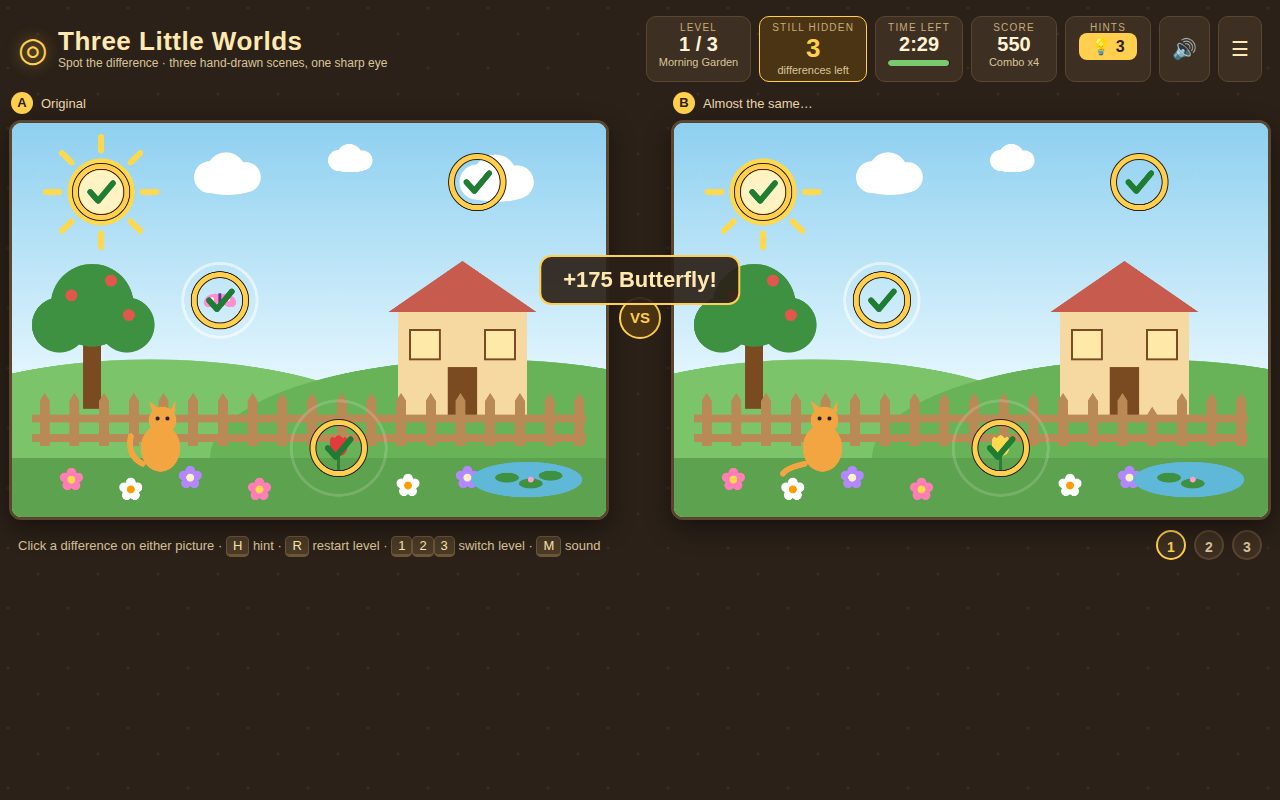 Three Little Worlds
Spot the difference · three hand-drawn scenes, one sharp eye
LEVEL
1 / 3
Morning Garden
STILL HIDDEN
3
differences left
TIME LEFT
2:29
SCORE
550
Combo x4
HINTS
3
A Original
B Almost the same…
+175 Butterfly!
VS
Click a difference on either picture · H hint · R restart level · 1 2 3 switch level · M sound
1 2 3